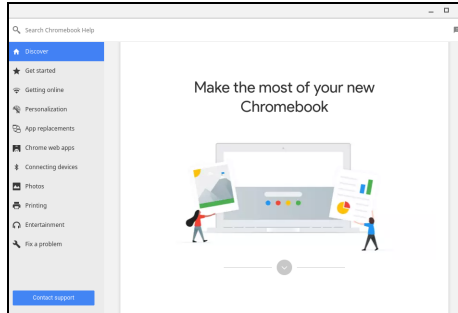 Search Chromebook Help
Discover
Get started
Getting online
Personalization
App replacements
Chrome web apps
Connecting devices
Photos
Printing
Entertainment
Fix a problem
Contact support
Make the most of your new
Chromebook